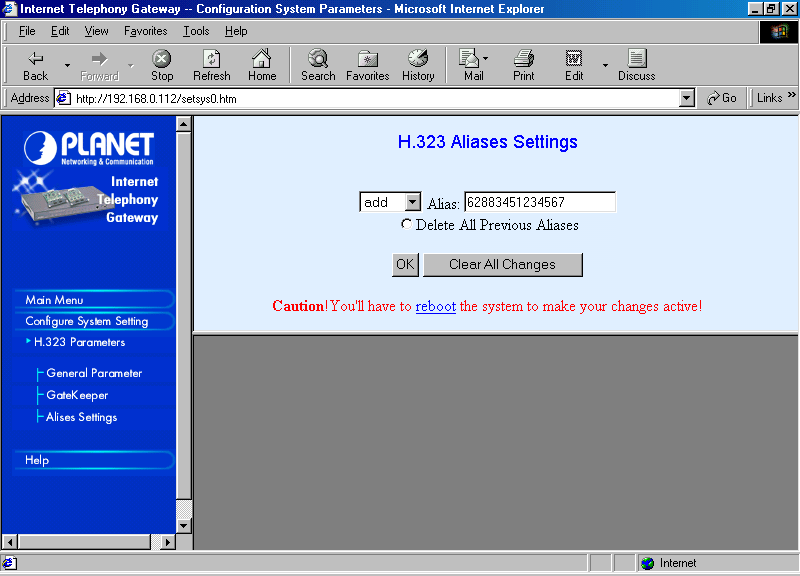 Internet Telephony Gateway -- Configuration System Parameters - Microsoft Internet Explorer
File Edit View Favorites Tools Help
Back Forward Stop Refresh Home Search Favorites History Mail Print Edit Discuss
Address http://192.168.0.112/setsys0.htm Go Links »
PLANET
Networking & Communication
Internet
Telephony
Gateway
Main Menu
Configure System Setting
H.323 Parameters
General Parameter
GateKeeper
Alises Settings
Help
H.323 Aliases Settings
add Alias: 62883451234567
Delete All Previous Aliases
OK Clear All Changes
Caution! You'll have to reboot the system to make your changes active!
Internet